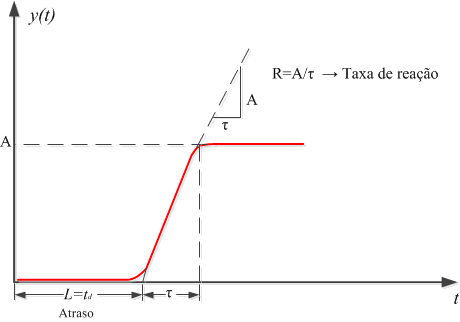 y(t)
R=A/τ → Taxa de reação
A
τ
A
L=td
τ
t
Atraso